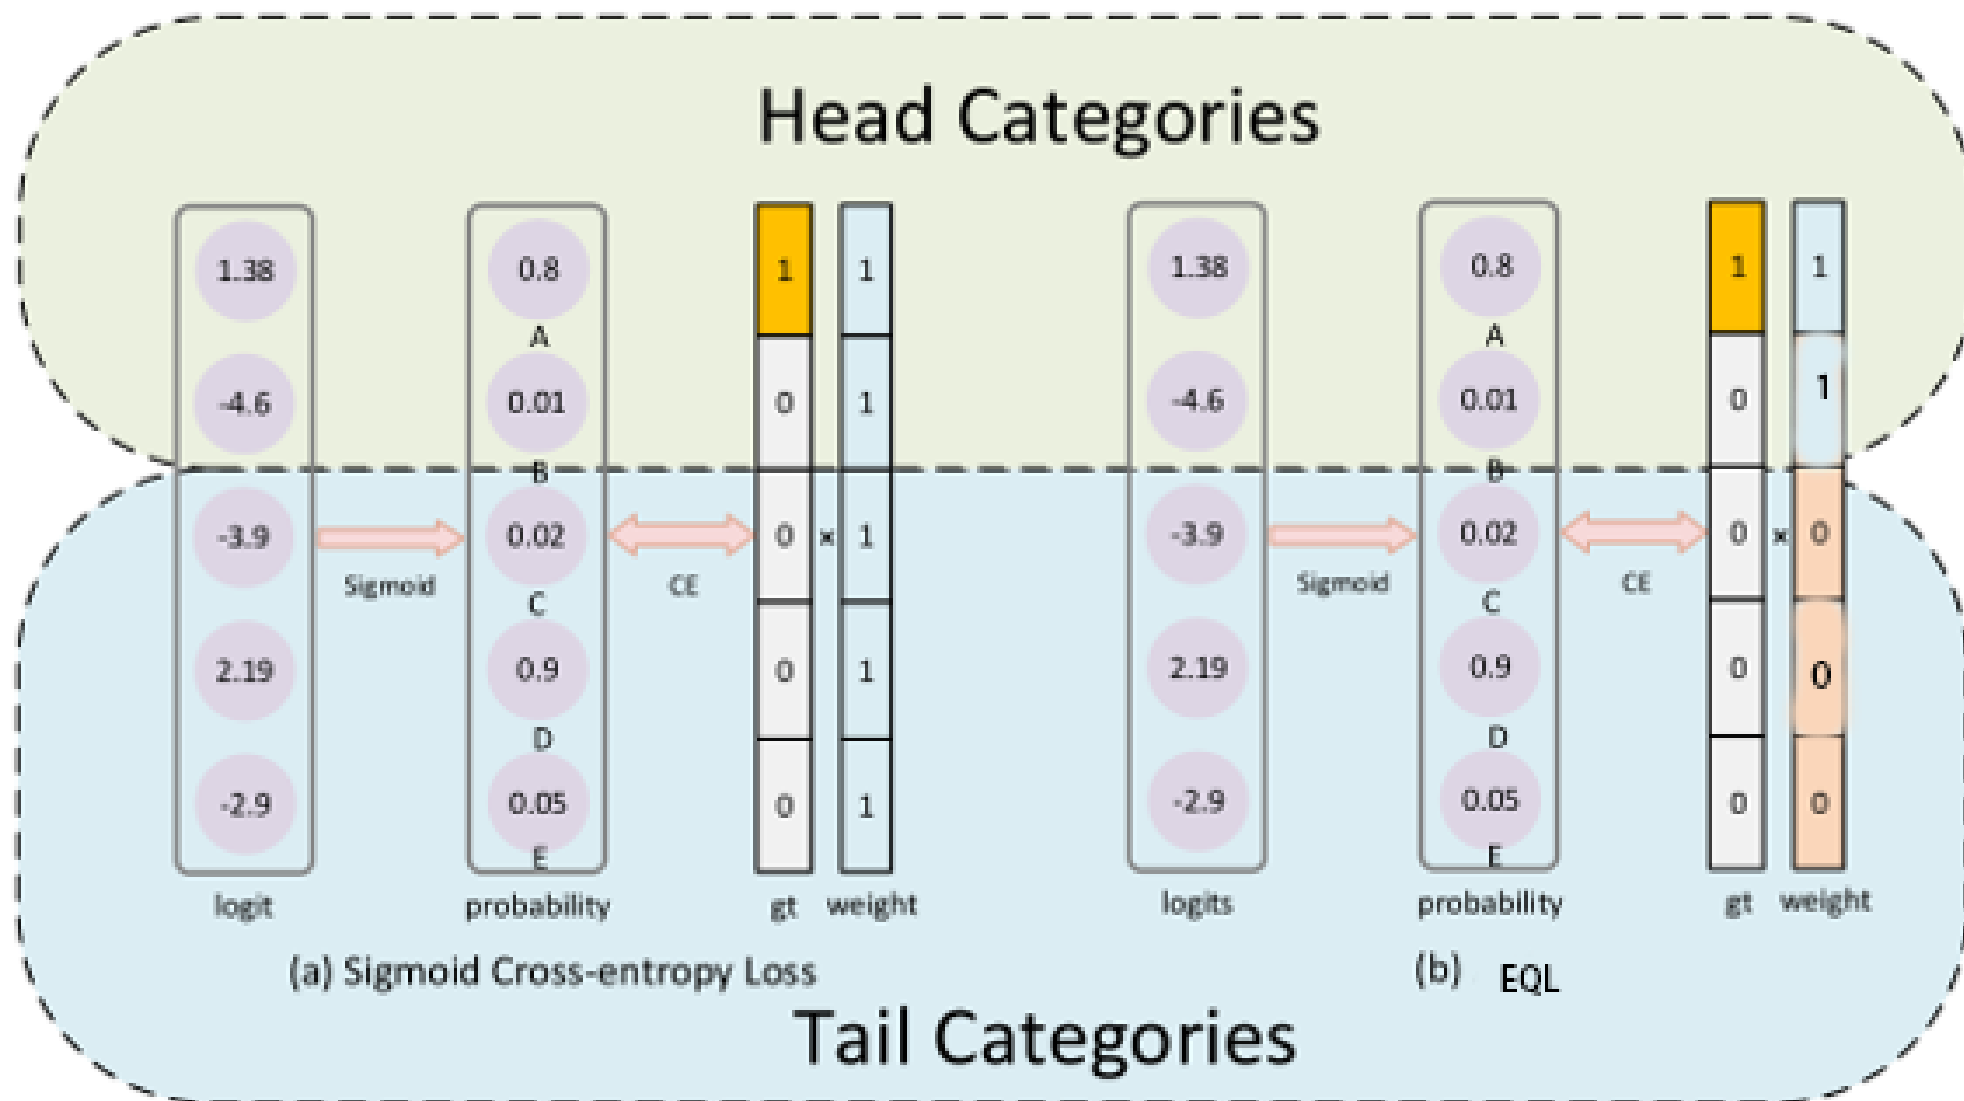 Head Categories
1.38 0.8 1 1 1.38 0.8 1 1
A A
-4.6 0.01 0 1 -4.6 0.01 0 1
B B
-3.9 0.02 0 x 1 -3.9 0.02 0 x 0
Sigmoid CE Sigmoid CE
C C
2.19 0.9 0 1 2.19 0.9 0 0
D D
-2.9 0.05 0 1 -2.9 0.05 0 0
E E
logit probability gt weight logits probability gt weight
(a) Sigmoid Cross-entropy Loss (b) EQL
Tail Categories